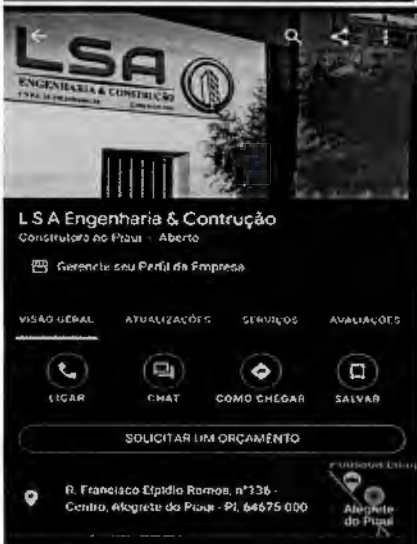 LSA
ENGENHARIA & CONSTRUÇÃO
L S A Engenharia & Contrução
Construtora no Piauí · Aberto
Gerencie seu Perfil da Empresa
VISÃO GERAL ATUALIZAÇÕES SERVIÇOS AVALIAÇÕES
LIGAR CHAT COMO CHEGAR SALVAR
SOLICITAR UM ORÇAMENTO
R. Francisco Elpídio Ramos, n°336 -
Centro, Alegrete do Piauí - PI, 64675-000
Alegrete
do Piauí